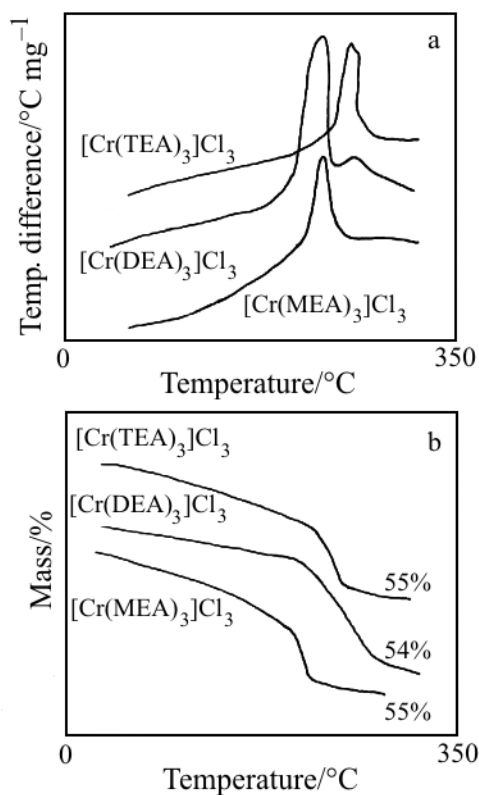 a
Temp. difference/°C mg⁻¹
[Cr(TEA)₃]Cl₃
[Cr(DEA)₃]Cl₃
[Cr(MEA)₃]Cl₃
0
350
Temperature/°C
b
Mass/%
[Cr(TEA)₃]Cl₃
[Cr(DEA)₃]Cl₃
[Cr(MEA)₃]Cl₃
55%
54%
55%
0
350
Temperature/°C